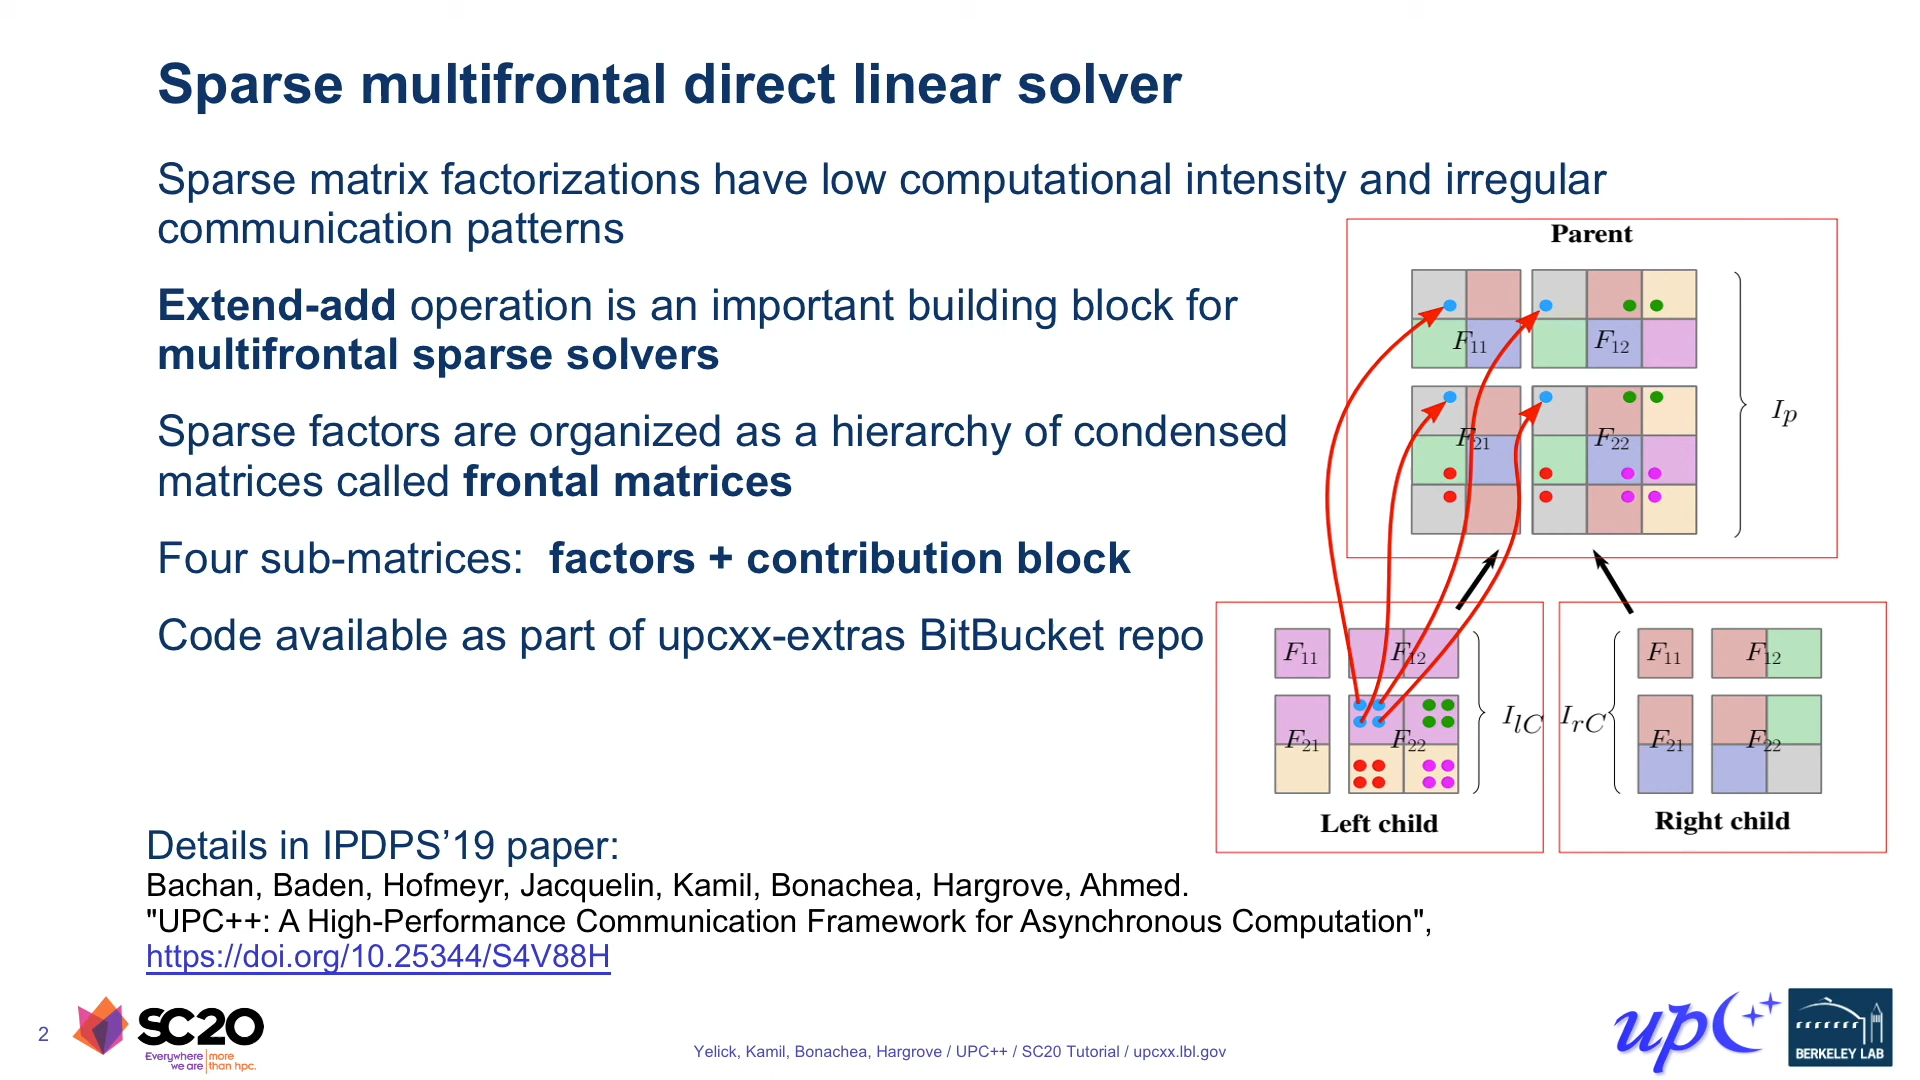 Sparse multifrontal direct linear solver
Sparse matrix factorizations have low computational intensity and irregular
communication patterns
Extend-add operation is an important building block for
multifrontal sparse solvers
Sparse factors are organized as a hierarchy of condensed
matrices called frontal matrices
Four sub-matrices: factors + contribution block
Code available as part of upcxx-extras BitBucket repo
Parent
F11 F12
F21 F22
Ip
F11 F12
F21 F22
IlC
Left child
IrC
F11 F12
F21 F22
Right child
Details in IPDPS’19 paper:
Bachan, Baden, Hofmeyr, Jacquelin, Kamil, Bonachea, Hargrove, Ahmed.
"UPC++: A High-Performance Communication Framework for Asynchronous Computation",
https://doi.org/10.25344/S4V88H
2
SC20
Everywhere more
we are than hpc.
Yelick, Kamil, Bonachea, Hargrove / UPC++ / SC20 Tutorial / upcxx.lbl.gov
upC++
BERKELEY LAB